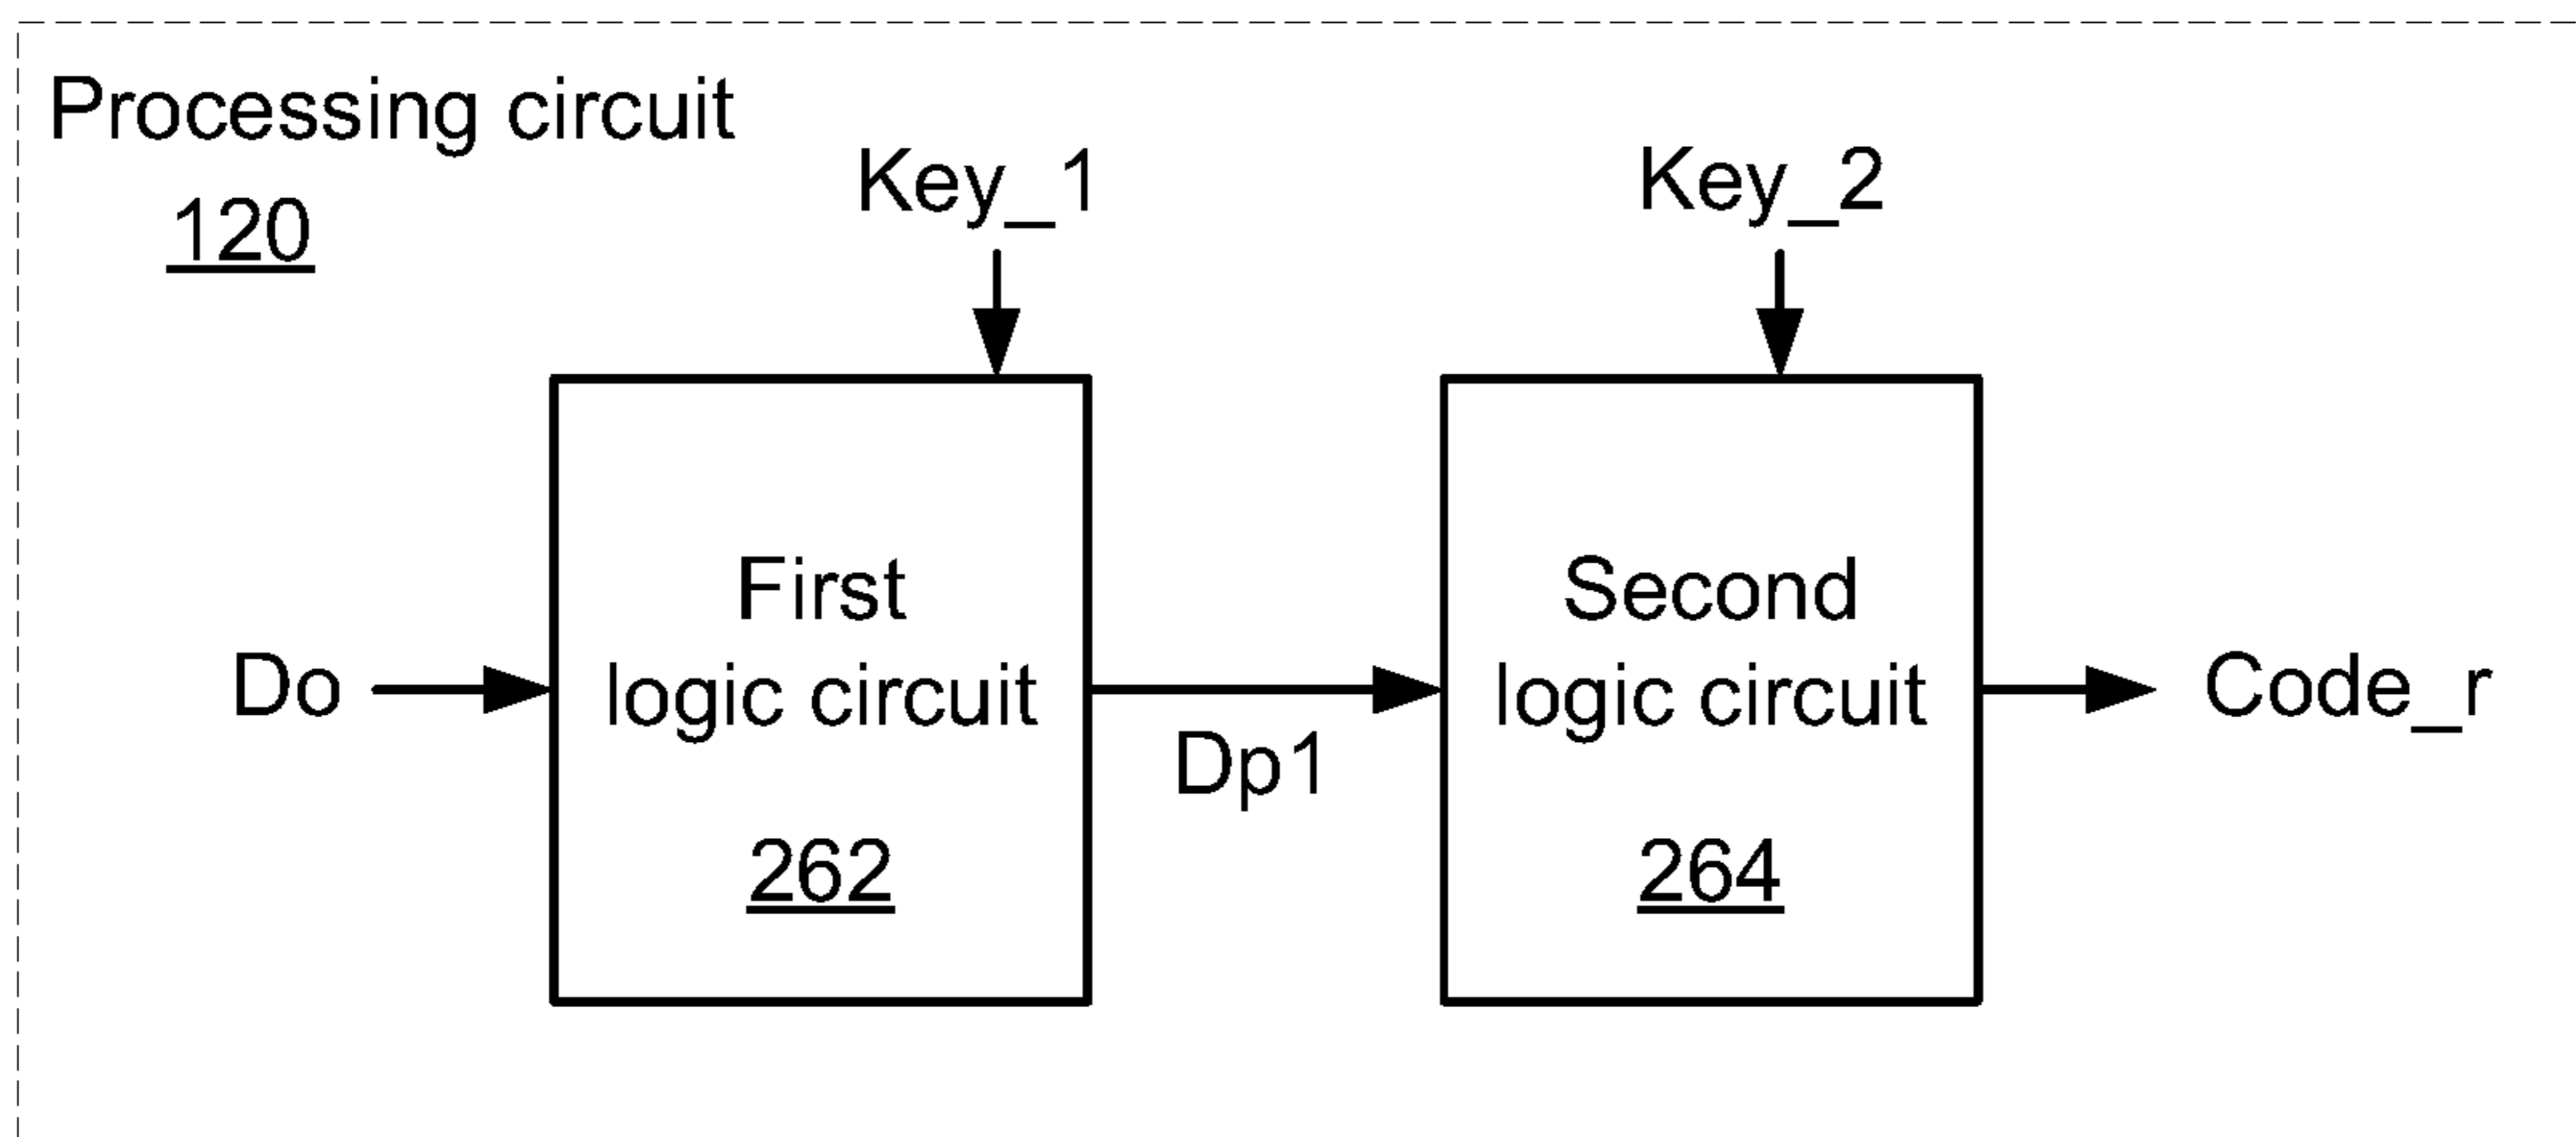 Processing circuit
120
Key_1
Key_2
First
logic circuit
262
Second
logic circuit
264
Do
Dp1
Code_r